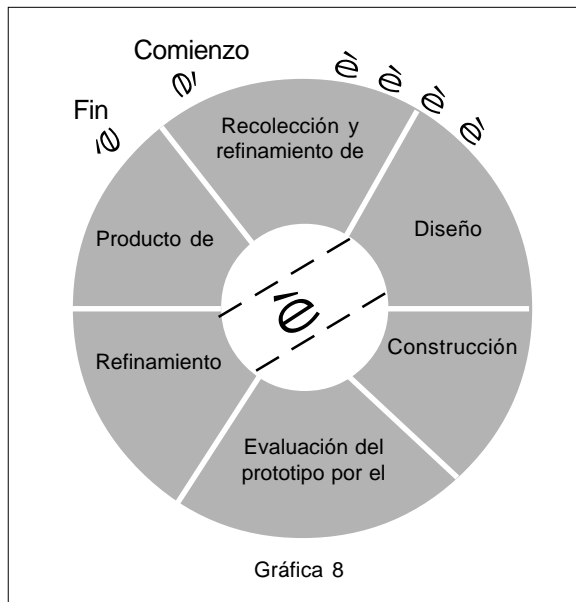 Comienzo
Fin
é
é
é
é
é
é
Recolección y
refinamiento de
Diseño
Construcción
Evaluación del
prototipo por el
Refinamiento
Producto de
é
Gráfica 8